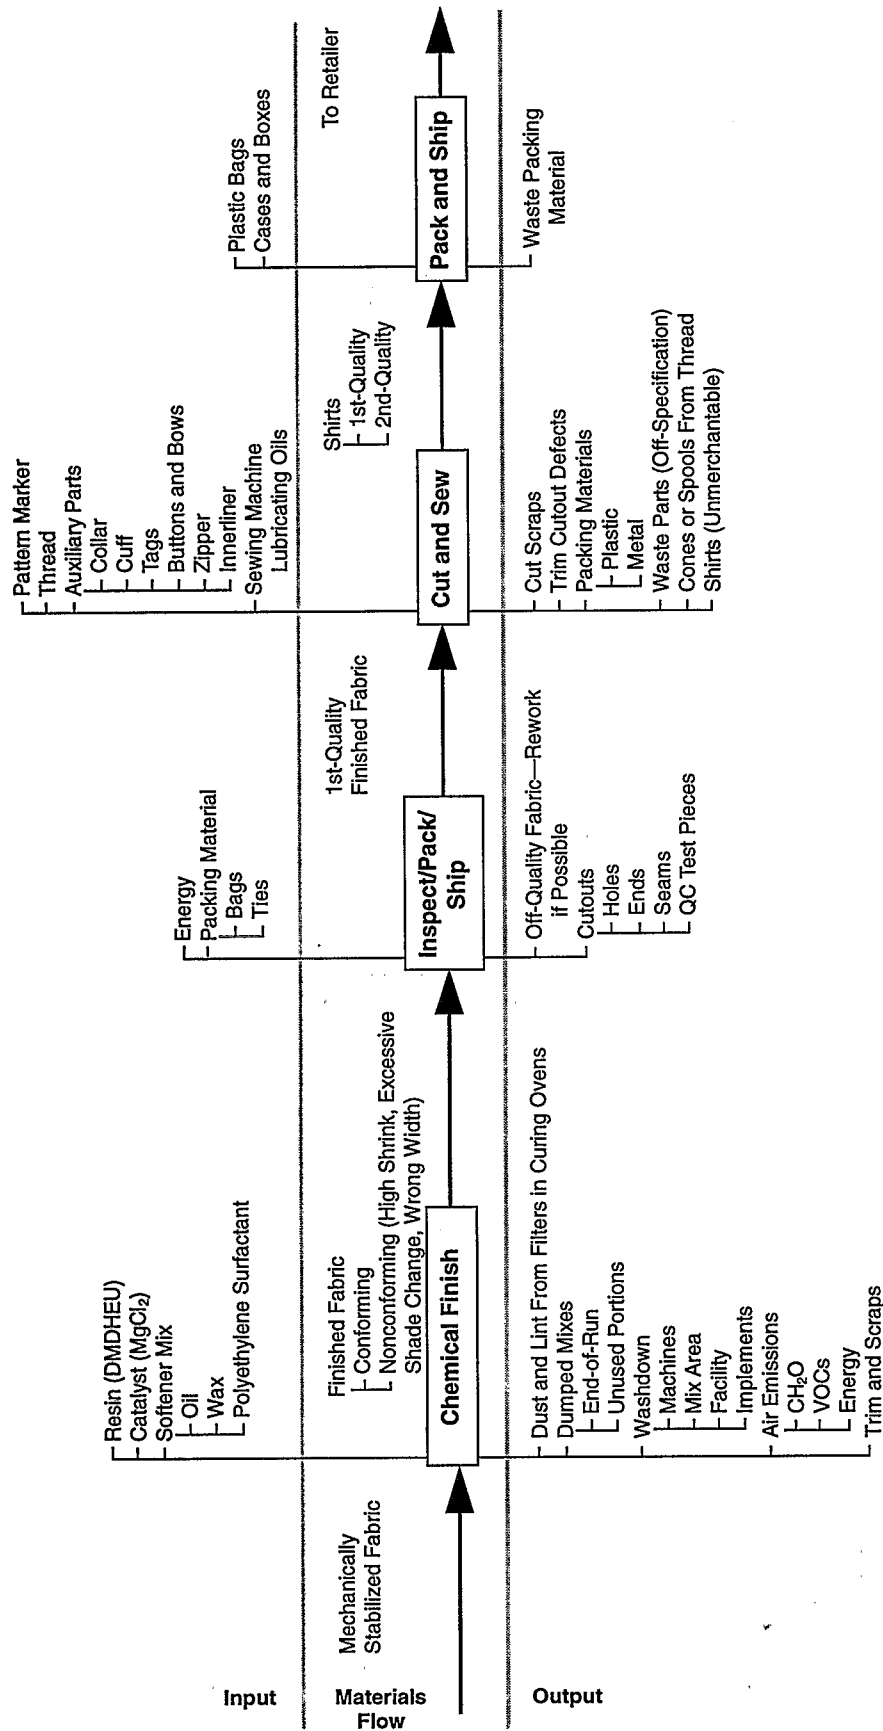 Input
Resin (DMDHEU)
Catalyst (MgCl₂)
Softener Mix
Oil
Wax
Polyethylene Surfactant
Energy
Packing Material
Bags
Ties
Pattern Marker
Thread
Auxiliary Parts
Collar
Cuff
Tags
Buttons and Bows
Zipper
Innerliner
Sewing Machine
Lubricating Oils
Plastic Bags
Cases and Boxes
Materials
Flow
Mechanically
Stabilized Fabric
Chemical Finish
Finished Fabric
Conforming
Nonconforming (High Shrink, Excessive
Shade Change, Wrong Width)
Inspect/Pack/
Ship
1st-Quality
Finished Fabric
Cut and Sew
Shirts
1st-Quality
2nd-Quality
Pack and Ship
To Retailer
Output
Dust and Lint From Filters in Curing Ovens
Dumped Mixes
End-of-Run
Unused Portions
Washdown
Machines
Mix Area
Facility
Implements
Air Emissions
CH₂O
VOCs
Energy
Trim and Scraps
Off-Quality Fabric—Rework
if Possible
Cutouts
Holes
Ends
Seams
QC Test Pieces
Cut Scraps
Trim Cutout Defects
Packing Materials
Plastic
Metal
Waste Parts (Off-Specification)
Cones or Spools From Thread
Shirts (Unmerchantable)
Waste Packing
Material